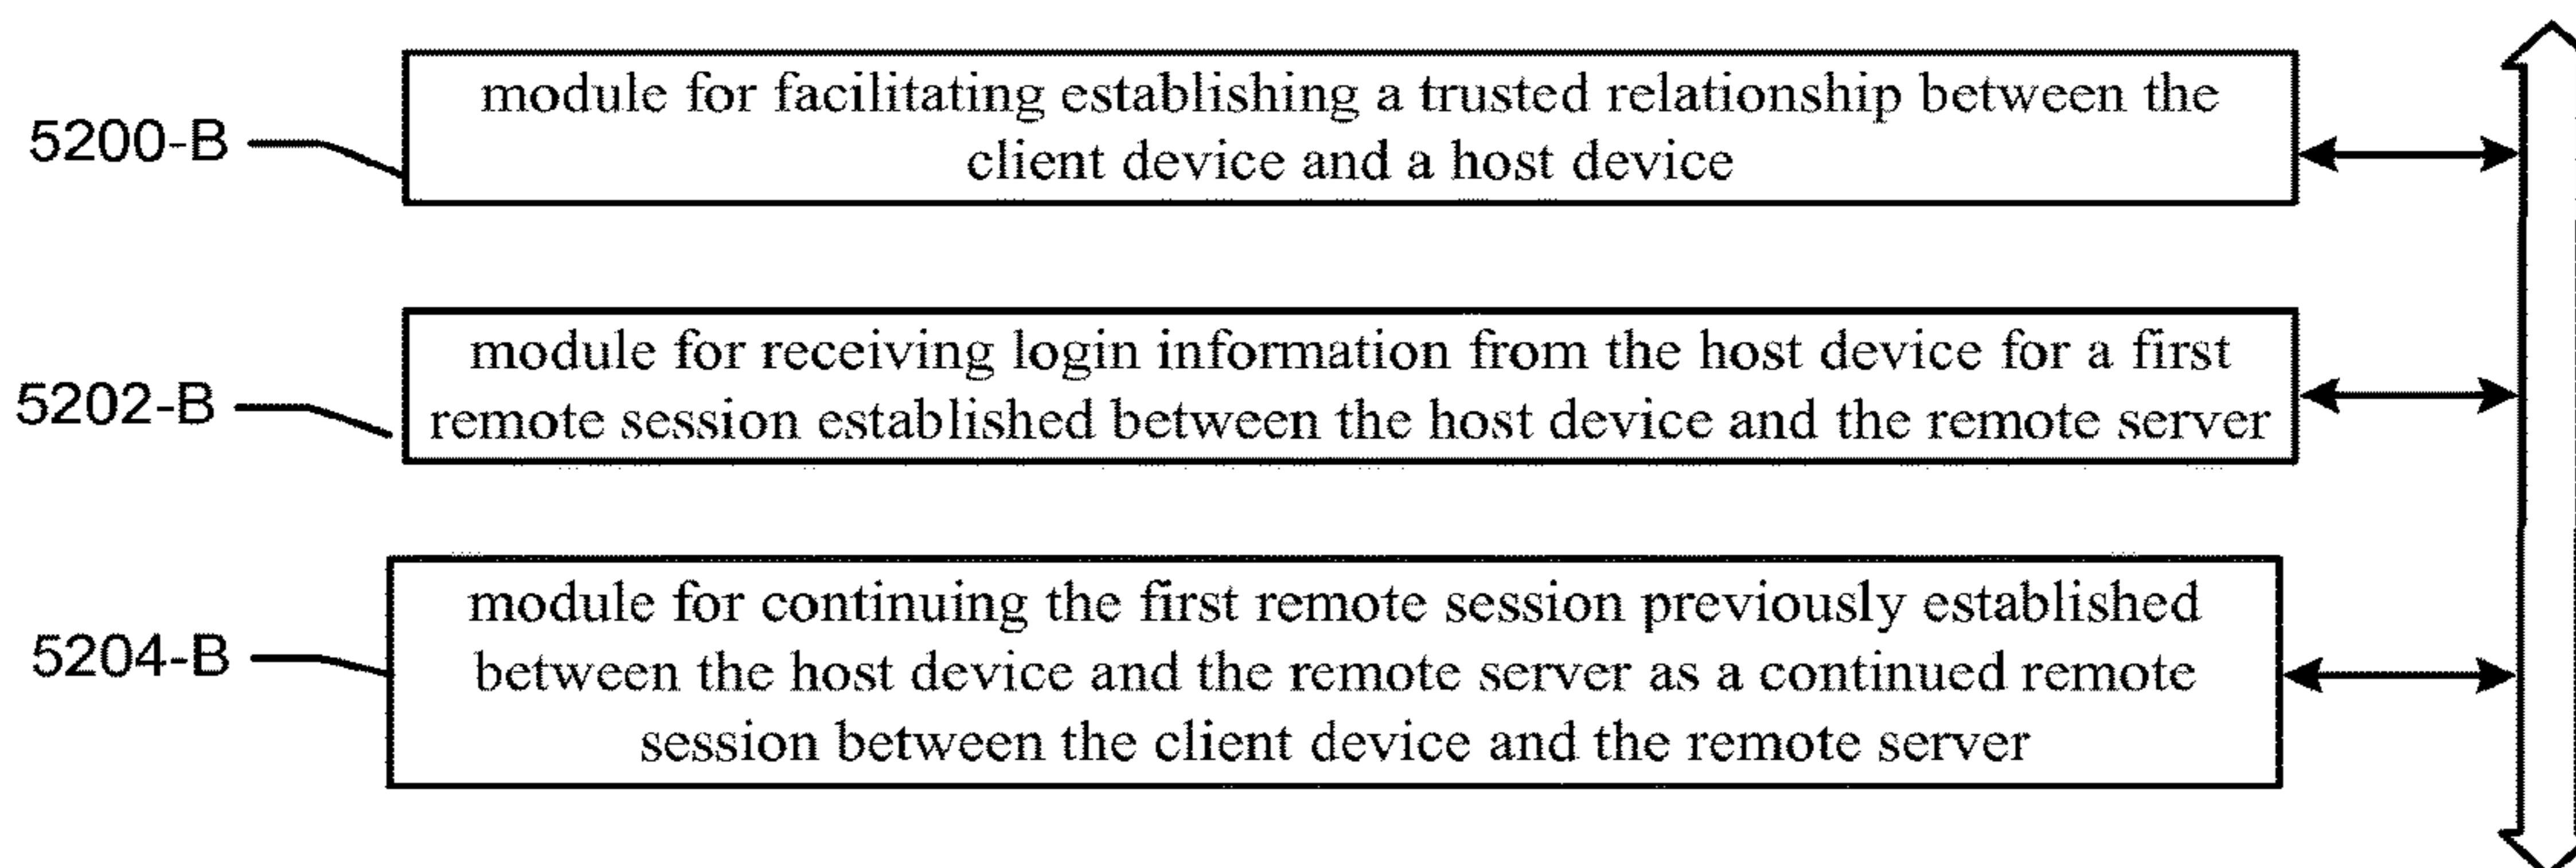 module for facilitating establishing a trusted relationship between the
client device and a host device
5200-B
module for receiving login information from the host device for a first
remote session established between the host device and the remote server
5202-B
module for continuing the first remote session previously established
between the host device and the remote server as a continued remote
session between the client device and the remote server
5204-B